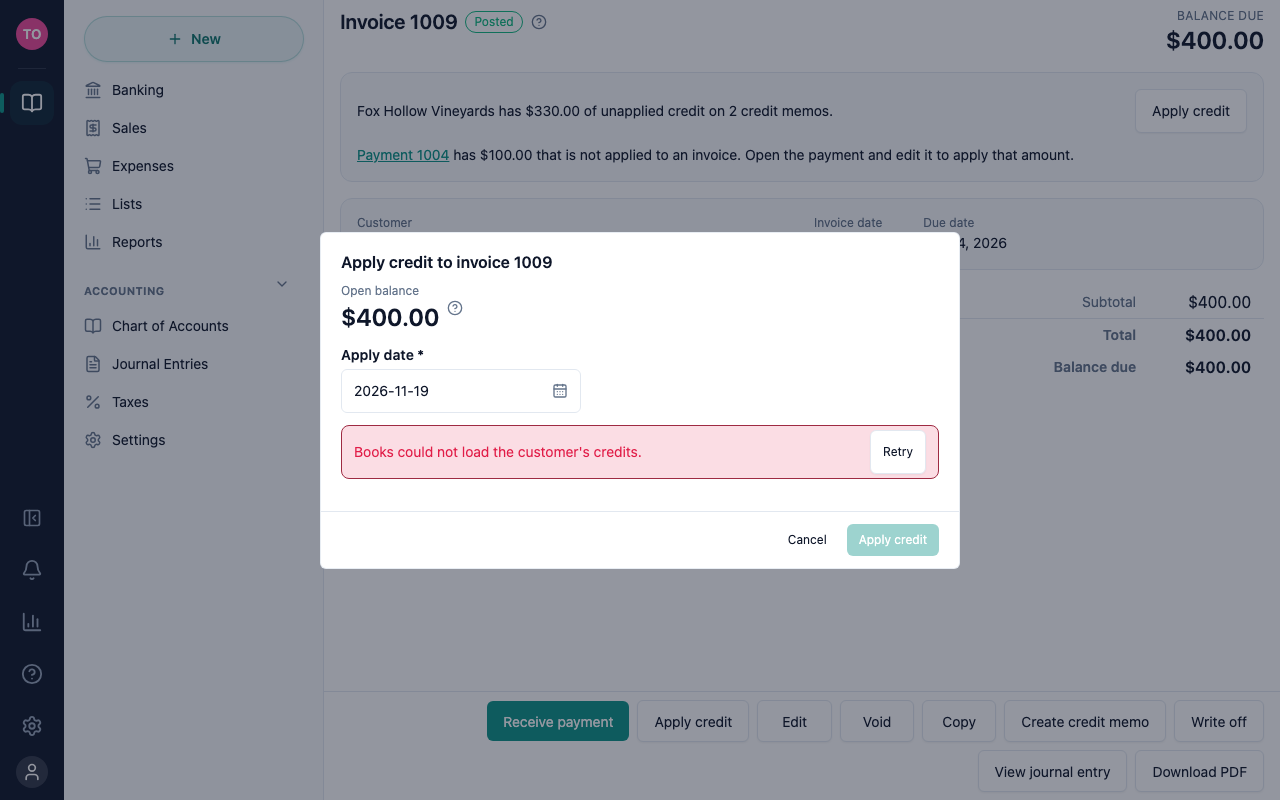 TO
New
Banking
Sales
Expenses
Lists
Reports
ACCOUNTING
Chart of Accounts
Journal Entries
Taxes
Settings
Invoice 1009 Posted
BALANCE DUE
$400.00
Fox Hollow Vineyards has $330.00 of unapplied credit on 2 credit memos.
Apply credit
Payment 1004 has $100.00 that is not applied to an invoice. Open the payment and edit it to apply that amount.
Customer Invoice date Due date
4, 2026
Subtotal $400.00
Total $400.00
Balance due $400.00
Apply credit to invoice 1009
Open balance
$400.00
Apply date *
2026-11-19
Books could not load the customer's credits. Retry
Cancel Apply credit
Receive payment Apply credit Edit Void Copy Create credit memo Write off
View journal entry Download PDF